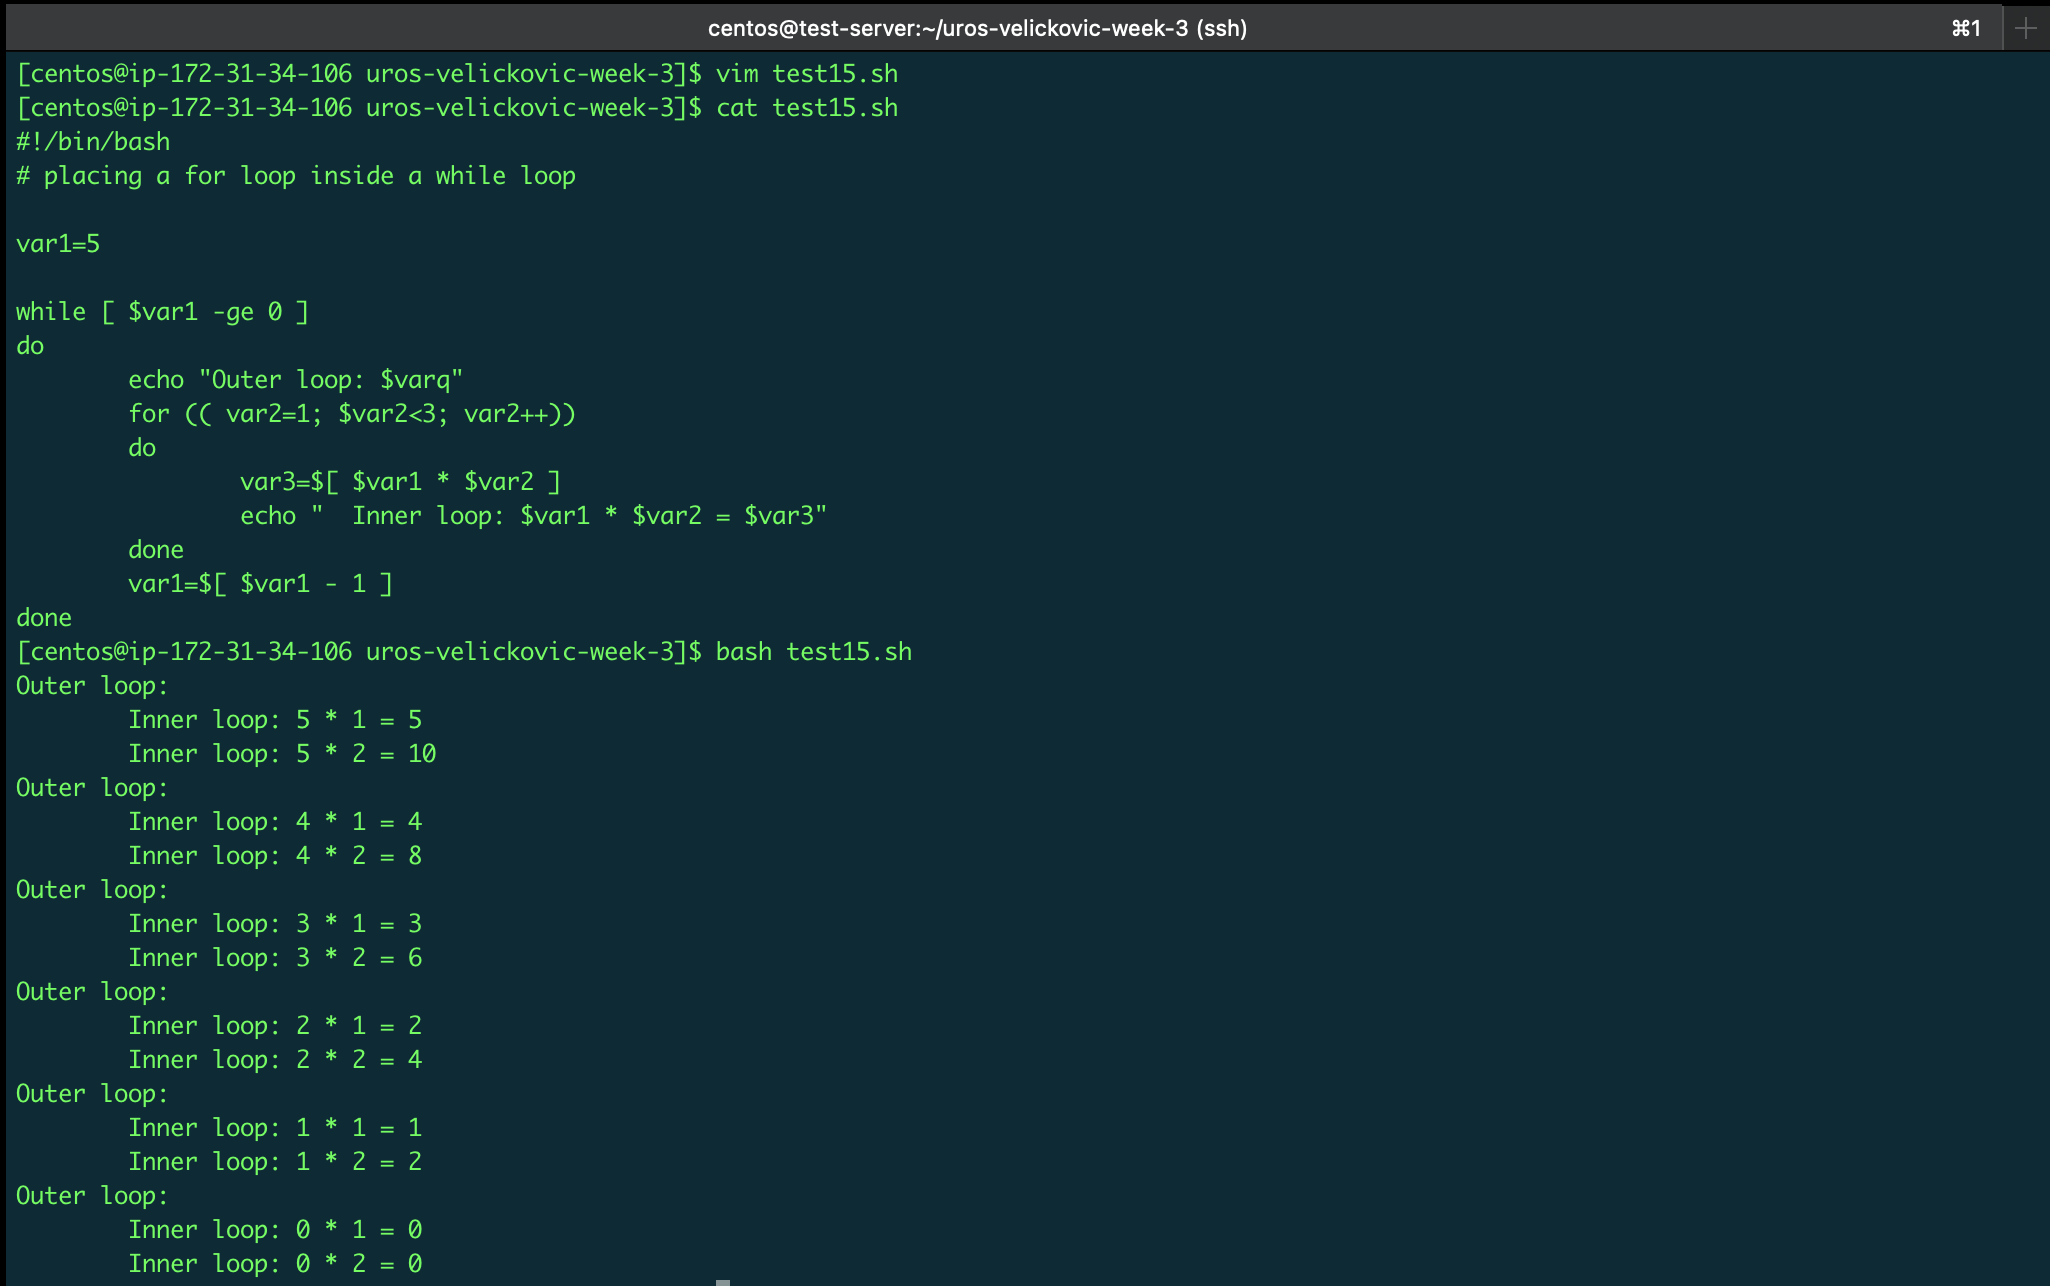 centos@test-server:~/uros-velickovic-week-3 (ssh) ⌘1
[centos@ip-172-31-34-106 uros-velickovic-week-3]$ vim test15.sh
[centos@ip-172-31-34-106 uros-velickovic-week-3]$ cat test15.sh
#!/bin/bash
# placing a for loop inside a while loop

var1=5

while [ $var1 -ge 0 ]
do
        echo "Outer loop: $varq"
        for (( var2=1; $var2<3; var2++))
        do
                var3=$[ $var1 * $var2 ]
                echo "	Inner loop: $var1 * $var2 = $var3"
        done
        var1=$[ $var1 - 1 ]
done
[centos@ip-172-31-34-106 uros-velickovic-week-3]$ bash test15.sh
Outer loop:
        Inner loop: 5 * 1 = 5
        Inner loop: 5 * 2 = 10
Outer loop:
        Inner loop: 4 * 1 = 4
        Inner loop: 4 * 2 = 8
Outer loop:
        Inner loop: 3 * 1 = 3
        Inner loop: 3 * 2 = 6
Outer loop:
        Inner loop: 2 * 1 = 2
        Inner loop: 2 * 2 = 4
Outer loop:
        Inner loop: 1 * 1 = 1
        Inner loop: 1 * 2 = 2
Outer loop:
        Inner loop: 0 * 1 = 0
        Inner loop: 0 * 2 = 0